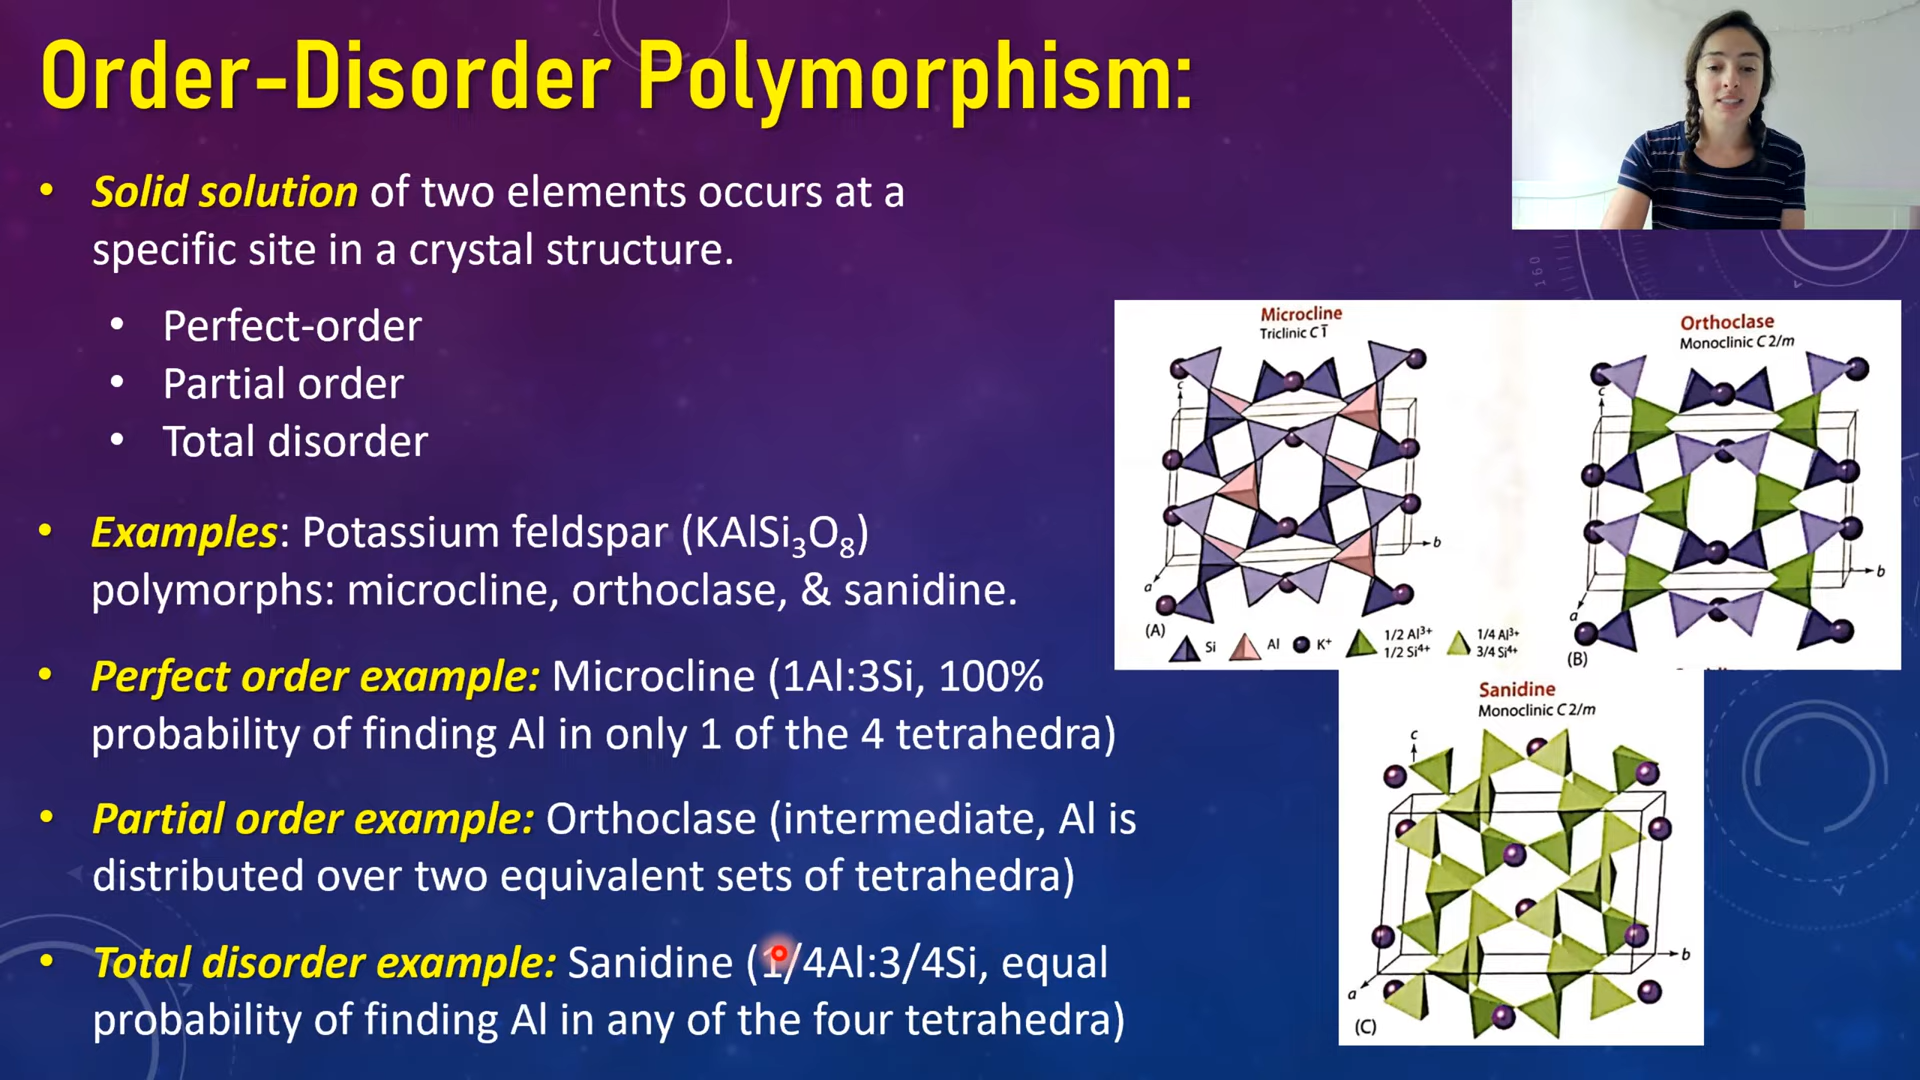 Order-Disorder Polymorphism:
• Solid solution of two elements occurs at a
specific site in a crystal structure.
• Perfect-order
• Partial order
• Total disorder
• Examples: Potassium feldspar (KAlSi₃O₈)
polymorphs: microcline, orthoclase, & sanidine.
• Perfect order example: Microcline (1Al:3Si, 100%
probability of finding Al in only 1 of the 4 tetrahedra)
• Partial order example: Orthoclase (intermediate, Al is
distributed over two equivalent sets of tetrahedra)
• Total disorder example: Sanidine (1/4Al:3/4Si, equal
probability of finding Al in any of the four tetrahedra)
160
Microcline
Triclinic C1̅
c
b
a
(A)
Si
Al
K⁺
1/2 Al³⁺
1/2 Si⁴⁺
1/4 Al³⁺
3/4 Si⁴⁺
Orthoclase
Monoclinic C2/m
c
b
a
(B)
Sanidine
Monoclinic C2/m
c
b
a
(C)